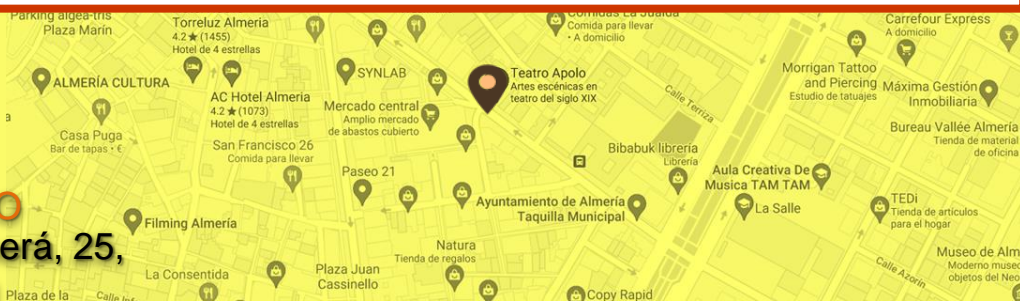 Parking algea-tris
Plaza Marín
Torreluz Almeria
4.2★(1455)
Hotel de 4 estrellas
Comidas La Jualda
Comida para llevar
• A domicilio
Carrefour Express
A domicilio
ALMERÍA CULTURA
SYNLAB
Teatro Apolo
Artes escénicas en
teatro del siglo XIX
Morrigan Tattoo
and Piercing
Estudio de tatuajes
Máxima Gestión
Inmobiliaria
AC Hotel Almeria
4.2★(1073)
Hotel de 4 estrellas
Mercado central
Amplio mercado
de abastos cubierto
Calle Terriza
a
Casa Puga
Bar de tapas • €
San Francisco 26
Comida para llevar
Bibabuk libreria
Librería
Bureau Vallée Almería
Tienda de material
de oficina
Paseo 21
Aula Creativa De
Musica TAM TAM
o
Ayuntamiento de Almería
Taquilla Municipal
La Salle
TEDi
Tienda de artículos
para el hogar
Filming Almería
erá, 25,
Natura
Tienda de regalos
Museo de Alm
Moderno museo
objetos del Neo
La Consentida
Plaza Juan
Cassinello
Calle Azorín
Plaza de la
Calle Inf
Copy Rapid